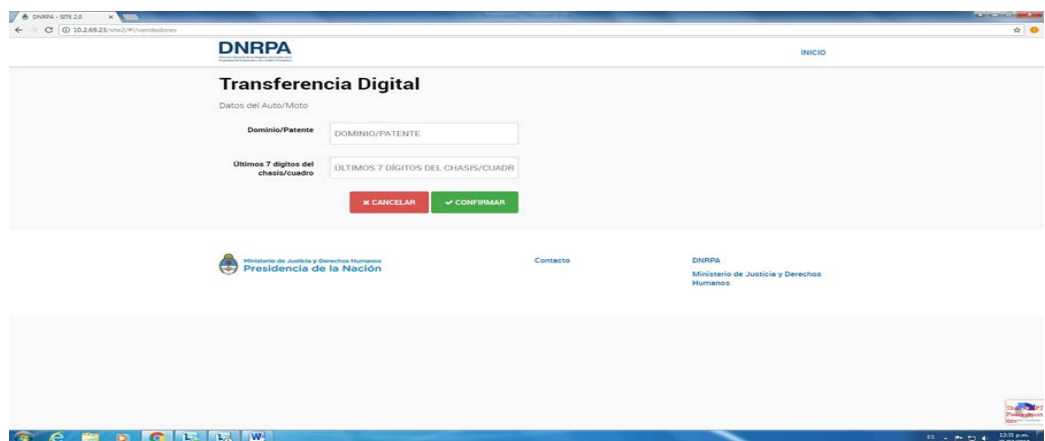 DNRPA - SITE 2.0
10.2.69.23/site2/#!/vendedores
DNRPA
INICIO
Transferencia Digital
Datos del Auto/Moto
Dominio/Patente
DOMINIO/PATENTE
Últimos 7 dígitos del
chasis/cuadro
ÚLTIMOS 7 DÍGITOS DEL CHASIS/CUADR
CANCELAR
CONFIRMAR
Ministerio de Justicia y Derechos Humanos
Presidencia de la Nación
Contacto
DNRPA
Ministerio de Justicia y Derechos
Humanos
ES
12:01 p.m.